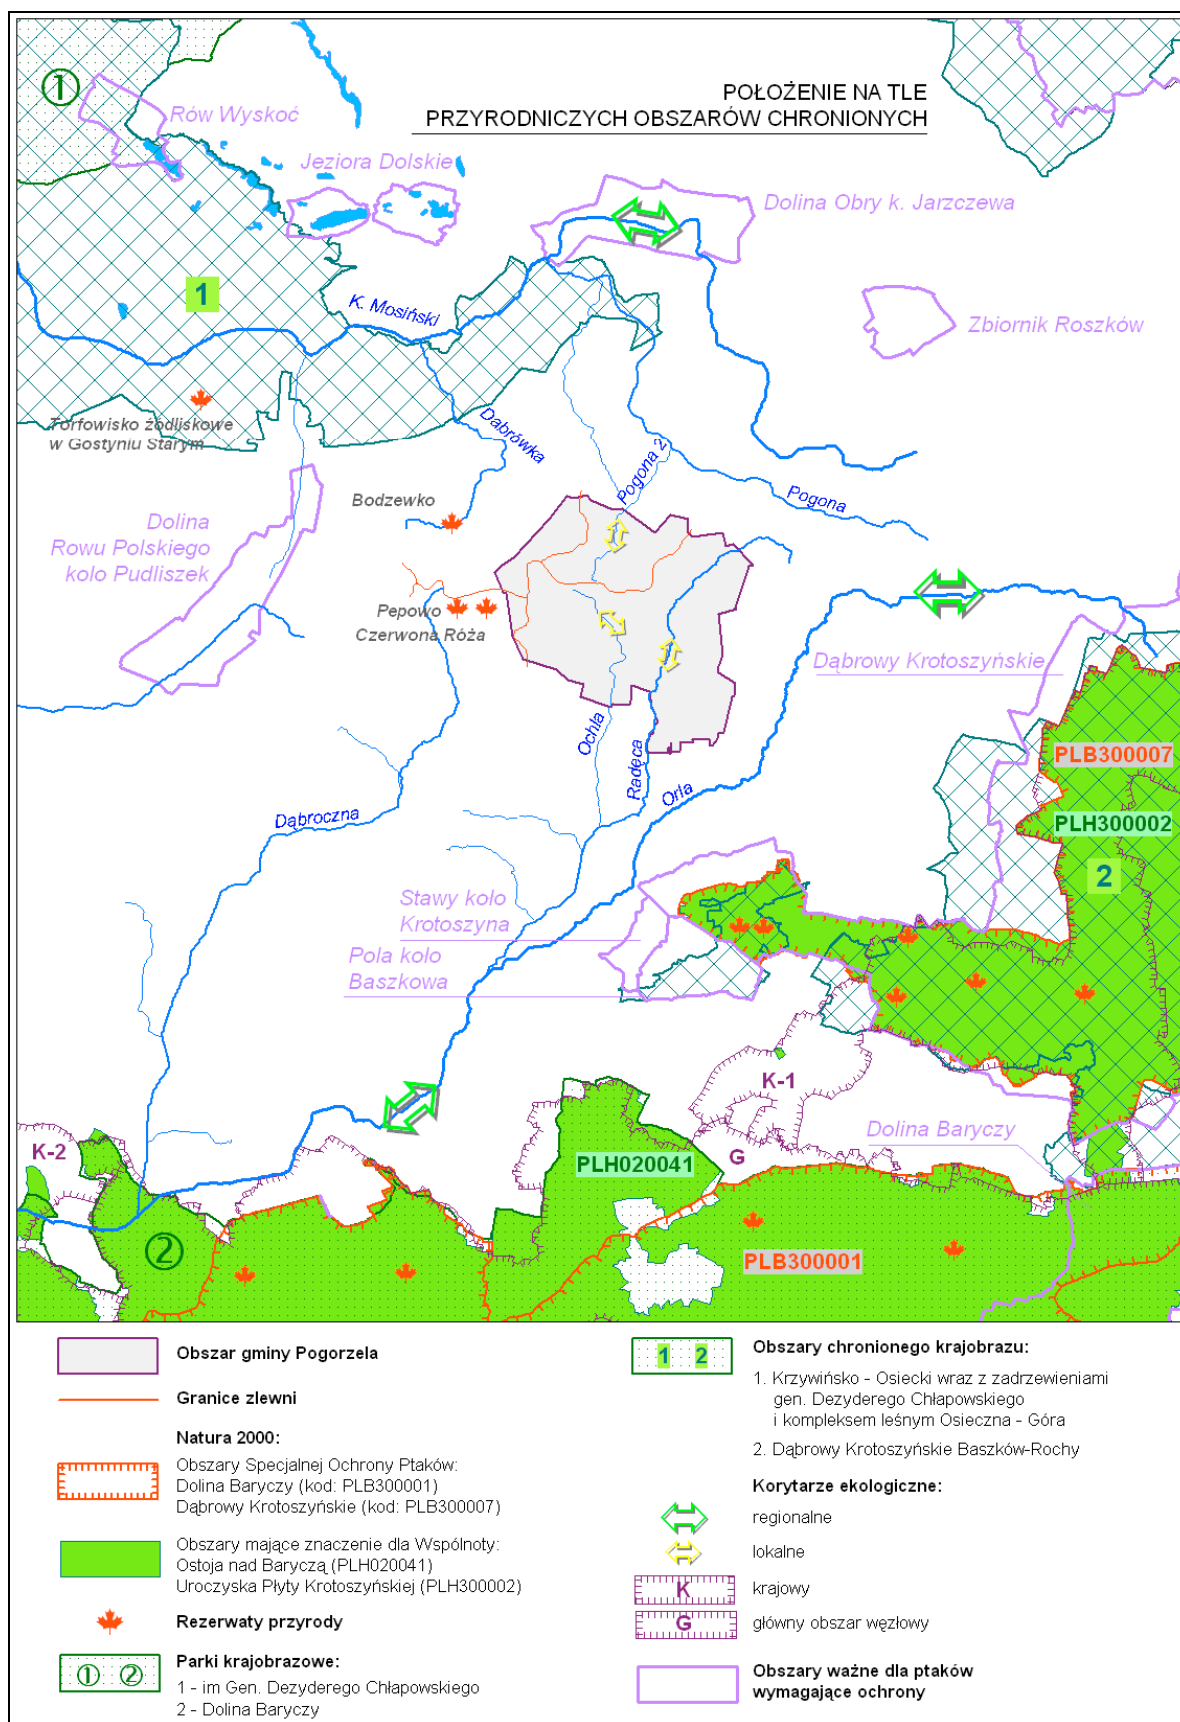 POŁOŻENIE NA TLE
PRZYRODNICZYCH OBSZARÓW CHRONIONYCH
1
Rów Wyskoć
Jeziora Dolskie
Dolina Obry k. Jarzczewa
1
K. Mosiński
Zbiornik Roszków
Torfowisko źódliskowe
w Gostyniu Starym
Dąbrówka
Pogona 2
Pogona
Bodzewko
Dolina
Rowu Polskiego
kolo Pudliszek
Pepowo
Czerwona Róża
Dąbrowy Krotoszyńskie
Ochla
Radęca
Orla
PLB300007
Dąbroczna
PLH300002
2
Stawy koło
Krotoszyna
Pola koło
Baszkowa
K-1
K-2
Dolina Baryczy
G
PLH020041
2
PLB300001
Obszar gminy Pogorzela
Granice zlewni
Natura 2000:
Obszary Specjalnej Ochrony Ptaków:
Dolina Baryczy (kod: PLB300001)
Dąbrowy Krotoszyńskie (kod: PLB300007)
Obszary mające znaczenie dla Wspólnoty:
Ostoja nad Baryczą (PLH020041)
Uroczyska Płyty Krotoszyńskiej (PLH300002)
Rezerwaty przyrody
1 2
Parki krajobrazowe:
1 - im Gen. Dezyderego Chłapowskiego
2 - Dolina Baryczy
1 2
Obszary chronionego krajobrazu:
1. Krzywińsko - Osiecki wraz z zadrzewieniami
gen. Dezyderego Chłapowskiego
i kompleksem leśnym Osieczna - Góra
2. Dąbrowy Krotoszyńskie Baszków-Rochy
Korytarze ekologiczne:
regionalne
lokalne
K krajowy
G główny obszar węzłowy
Obszary ważne dla ptaków
wymagające ochrony